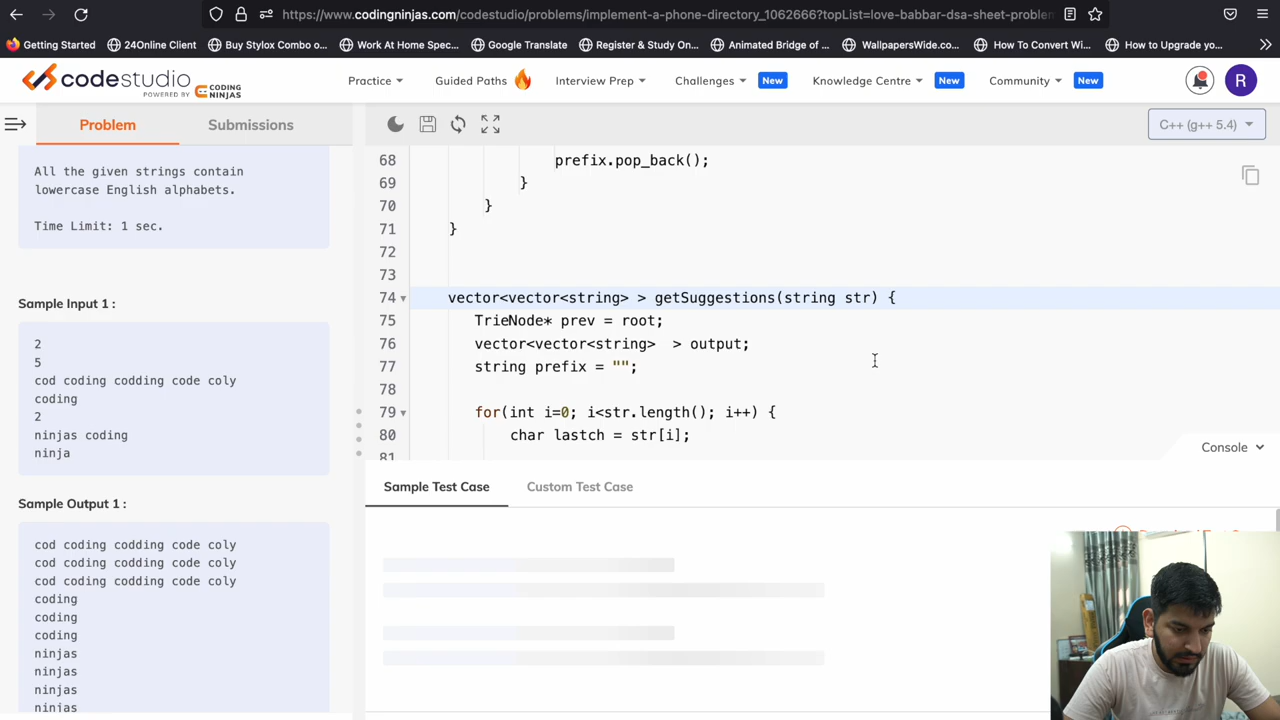 https://www.codingninjas.com/codestudio/problems/implement-a-phone-directory_1062666?topList=love-babbar-dsa-sheet-problem
Getting Started
24Online Client
Buy Stylox Combo o...
Work At Home Spec...
Google Translate
Register & Study On...
Animated Bridge of ...
WallpapersWide.co...
How To Convert Wi...
How to Upgrade yo...
codestudio
POWERED BY CODING NINJAS
Practice
Guided Paths
Interview Prep
Challenges New
Knowledge Centre New
Community New
R
Problem Submissions
C++ (g++ 5.4)
All the given strings contain
lowercase English alphabets.
Time Limit: 1 sec.
Sample Input 1 :
2
5
cod coding codding code coly
coding
2
ninjas coding
ninja
Sample Output 1 :
cod coding codding code coly
cod coding codding code coly
cod coding codding code coly
coding
coding
coding
ninjas
ninjas
ninjas
ninjas
68 prefix.pop_back();
69 }
70 }
71 }
72
73
74 vector<vector<string> > getSuggestions(string str) {
75 TrieNode* prev = root;
76 vector<vector<string> > output;
77 string prefix = "";
78
79 for(int i=0; i<str.length(); i++) {
80 char lastch = str[i];
81
Console
Sample Test Case Custom Test Case